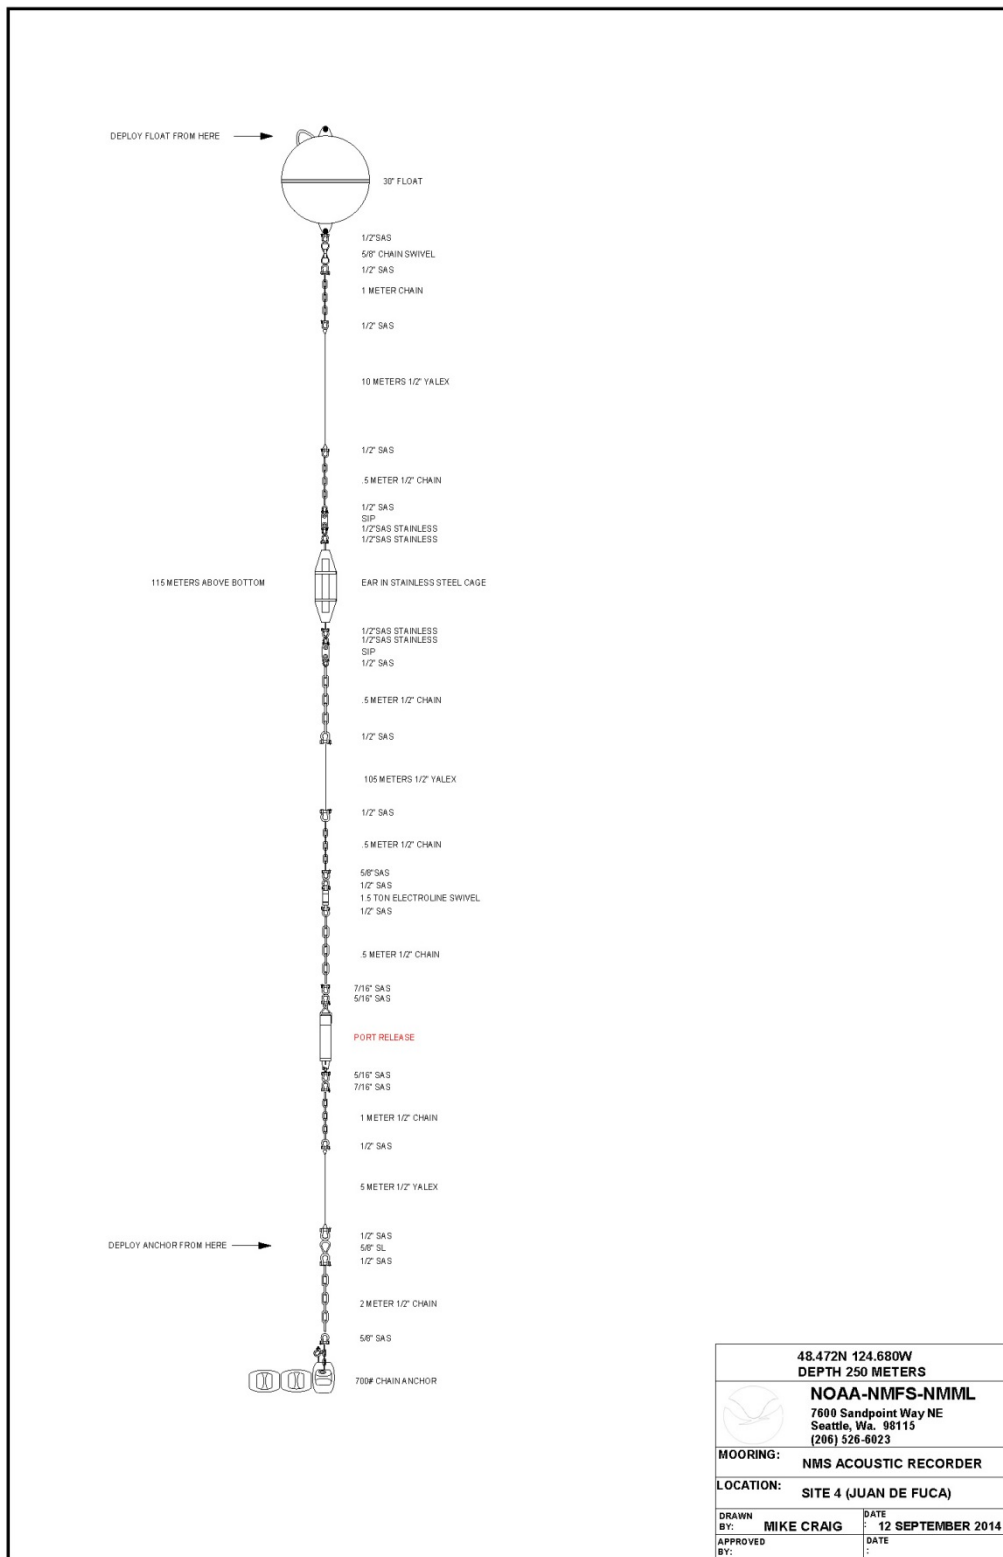 DEPLOY FLOAT FROM HERE
30" FLOAT
1/2"SAS
5/8" CHAIN SWIVEL
1/2" SAS
1 METER CHAIN
1/2" SAS
10 METERS 1/2" YALEX
1/2" SAS
.5 METER 1/2" CHAIN
1/2" SAS
SIP
1/2"SAS STAINLESS
1/2"SAS STAINLESS
115 METERS ABOVE BOTTOM
EAR IN STAINLESS STEEL CAGE
1/2"SAS STAINLESS
1/2"SAS STAINLESS
SIP
1/2" SAS
.5 METER 1/2" CHAIN
1/2" SAS
105 METERS 1/2" YALEX
1/2" SAS
.5 METER 1/2" CHAIN
5/8"SAS
1/2" SAS
1.5 TON ELECTROLINE SWIVEL
1/2" SAS
.5 METER 1/2" CHAIN
7/16" SAS
5/16" SAS
PORT RELEASE
5/16" SAS
7/16" SAS
1 METER 1/2" CHAIN
1/2" SAS
5 METER 1/2" YALEX
1/2" SAS
DEPLOY ANCHOR FROM HERE
5/8" SL
1/2" SAS
2 METER 1/2" CHAIN
5/8" SAS
700# CHAIN ANCHOR
48.472N 124.680W
DEPTH 250 METERS
NOAA-NMFS-NMML
7600 Sandpoint Way NE
Seattle, Wa. 98115
(206) 526-6023
MOORING: NMS ACOUSTIC RECORDER
LOCATION: SITE 4 (JUAN DE FUCA)
DRAWN BY: MIKE CRAIG
DATE : 12 SEPTEMBER 2014
APPROVED BY:
DATE :